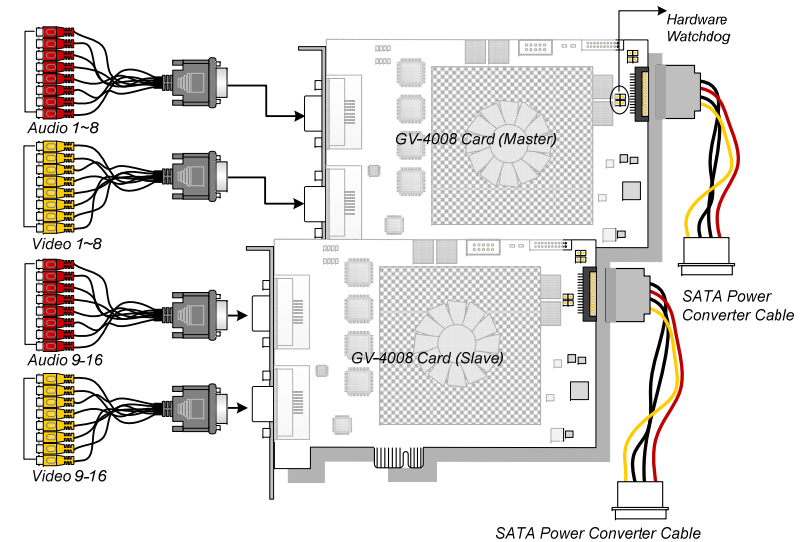 Hardware
Watchdog
Audio 1~8
GV-4008 Card (Master)
Video 1~8
SATA Power
Converter Cable
Audio 9-16
GV-4008 Card (Slave)
Video 9-16
SATA Power Converter Cable